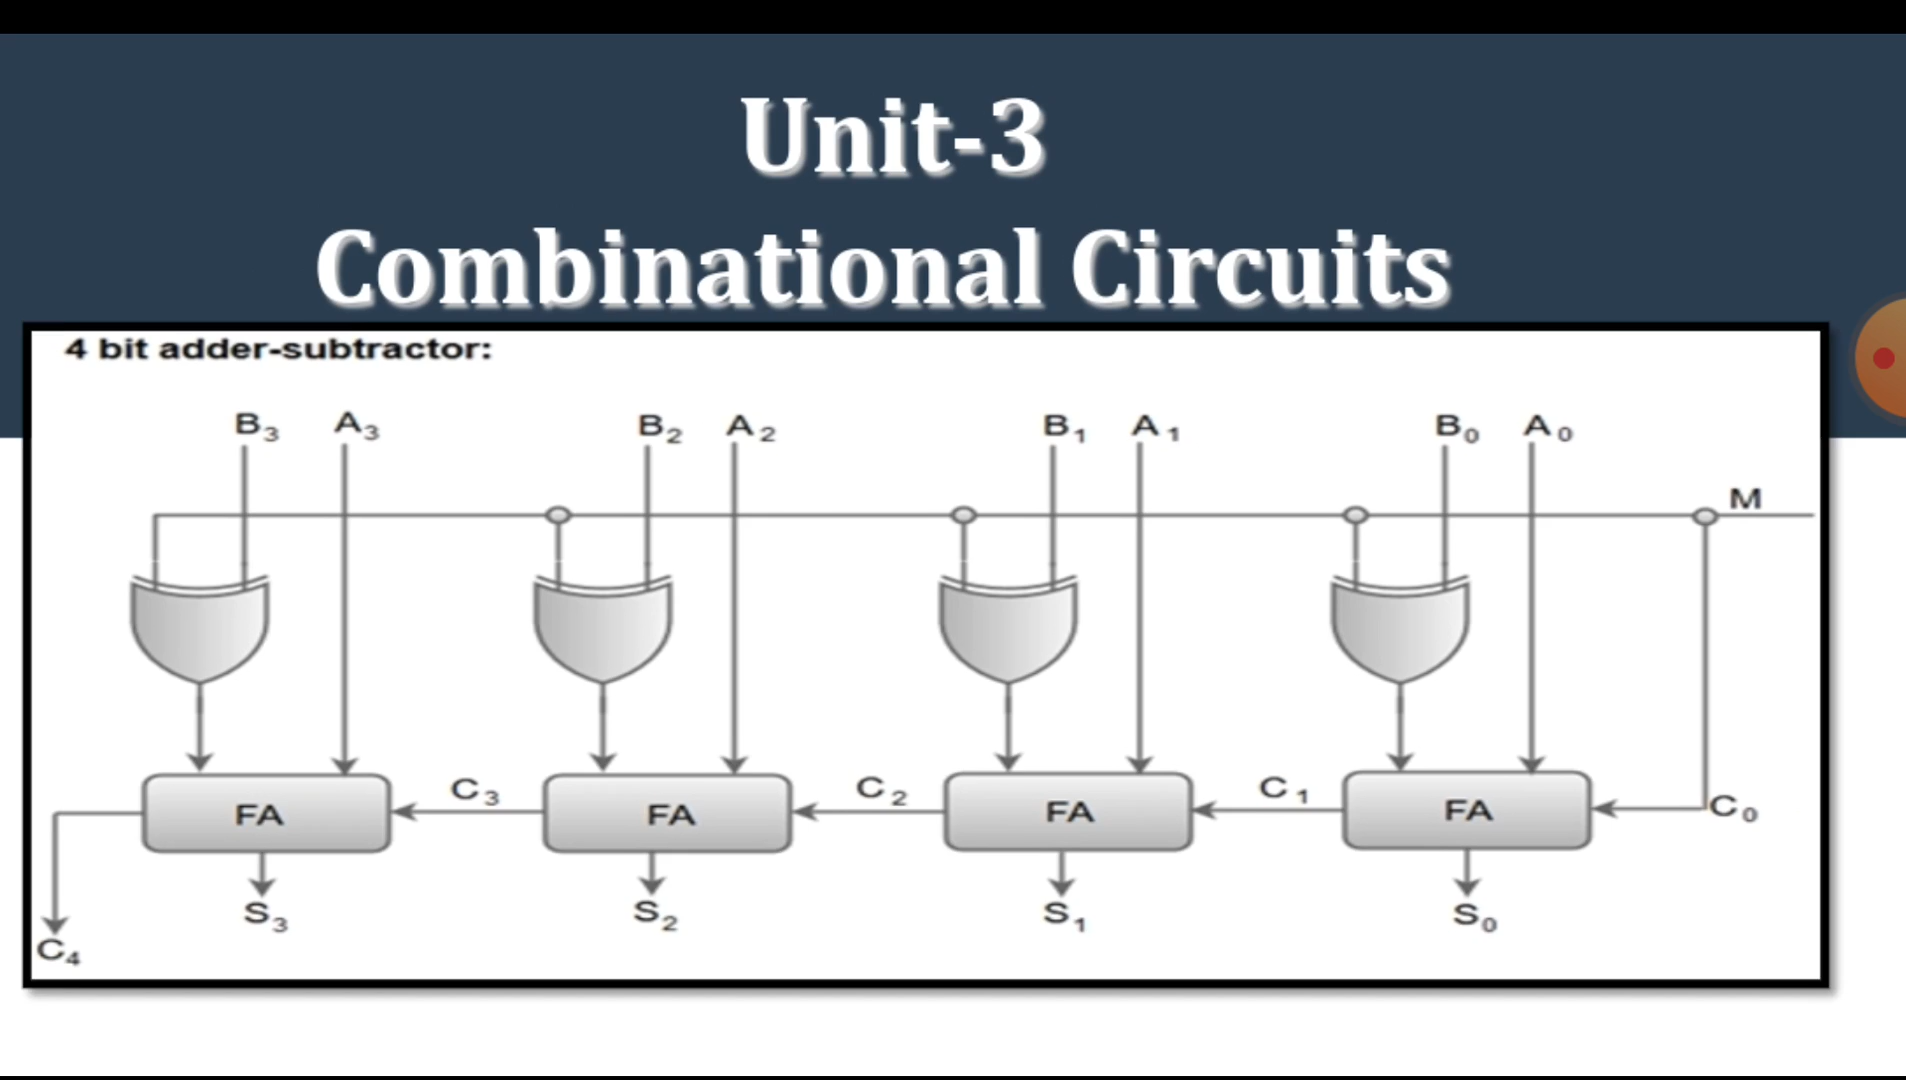 Unit-3
Combinational Circuits
4 bit adder-subtractor:
B3 A3 B2 A2 B1 A1 B0 A0
M
C3 C2 C1
FA FA FA FA C0
S3 S2 S1 S0
C4